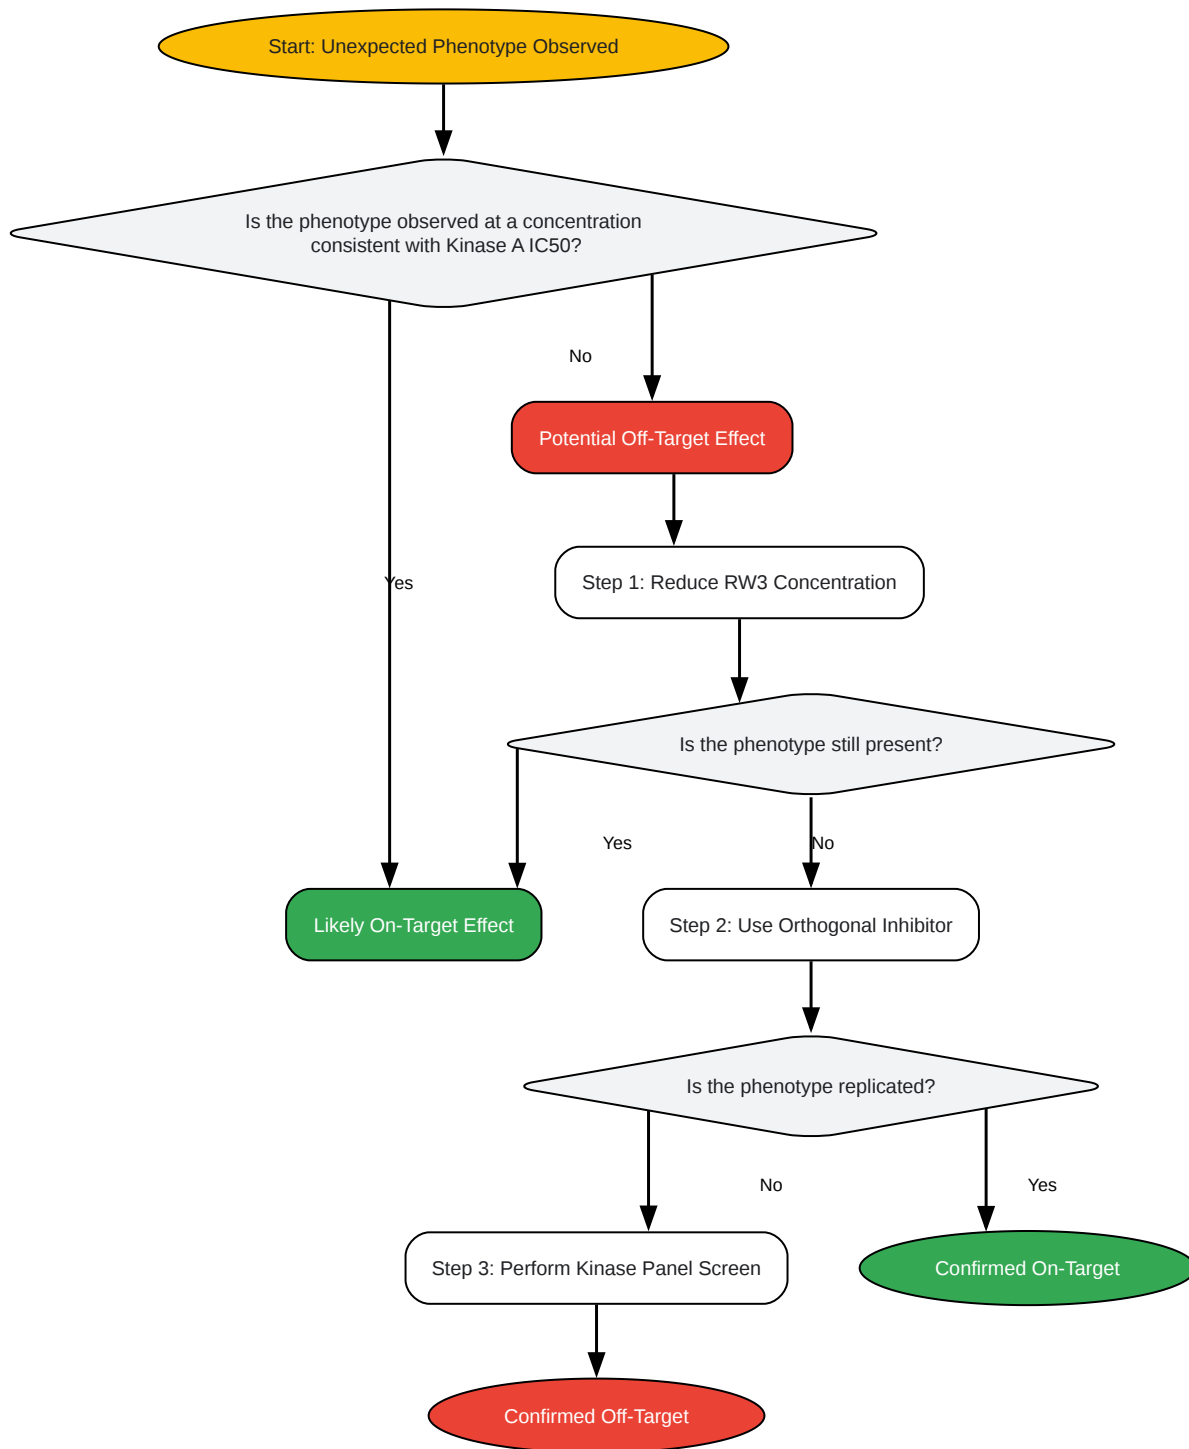 Start: Unexpected Phenotype Observed
Is the phenotype observed at a concentration
consistent with Kinase A IC50?
No
Potential Off-Target Effect
Yes
Step 1: Reduce RW3 Concentration
Is the phenotype still present?
Yes
No
Likely On-Target Effect
Step 2: Use Orthogonal Inhibitor
Is the phenotype replicated?
No
Yes
Step 3: Perform Kinase Panel Screen
Confirmed On-Target
Confirmed Off-Target